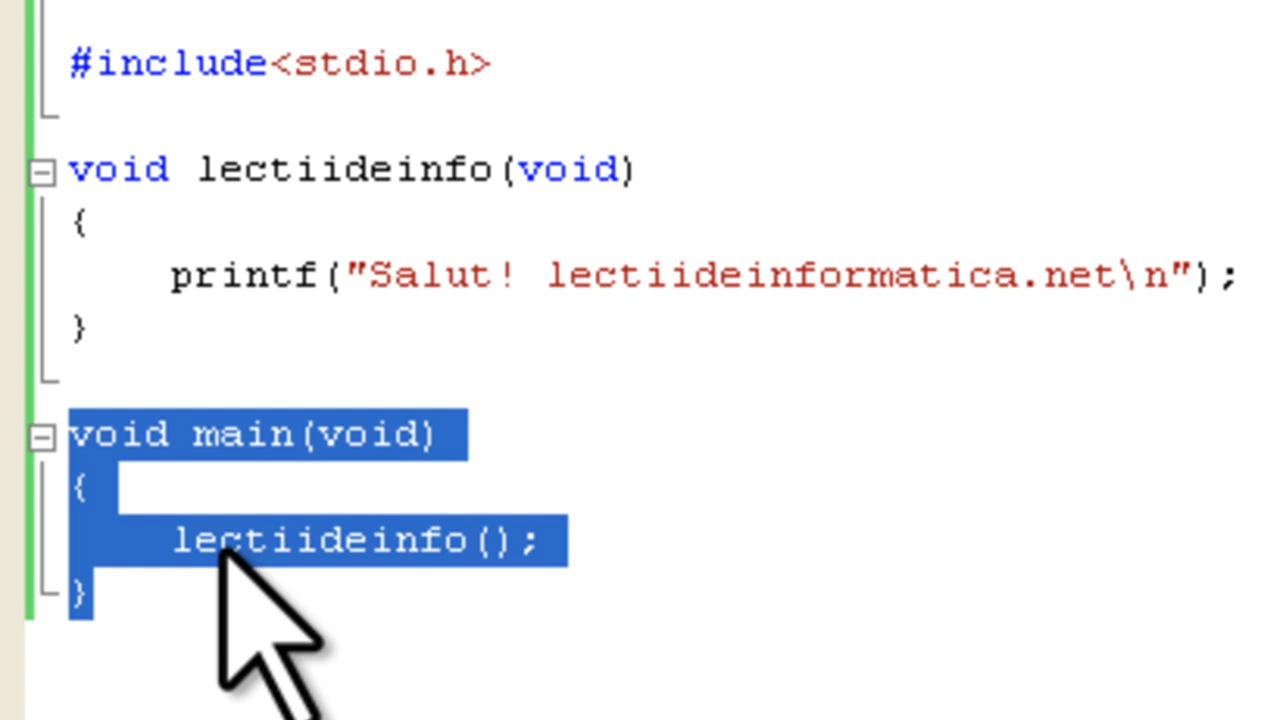 #include<stdio.h>
void lectiideinfo(void)
{
printf("Salut! lectiideinformatica.net\n");
}
void main(void)
{
lectiideinfo();
}